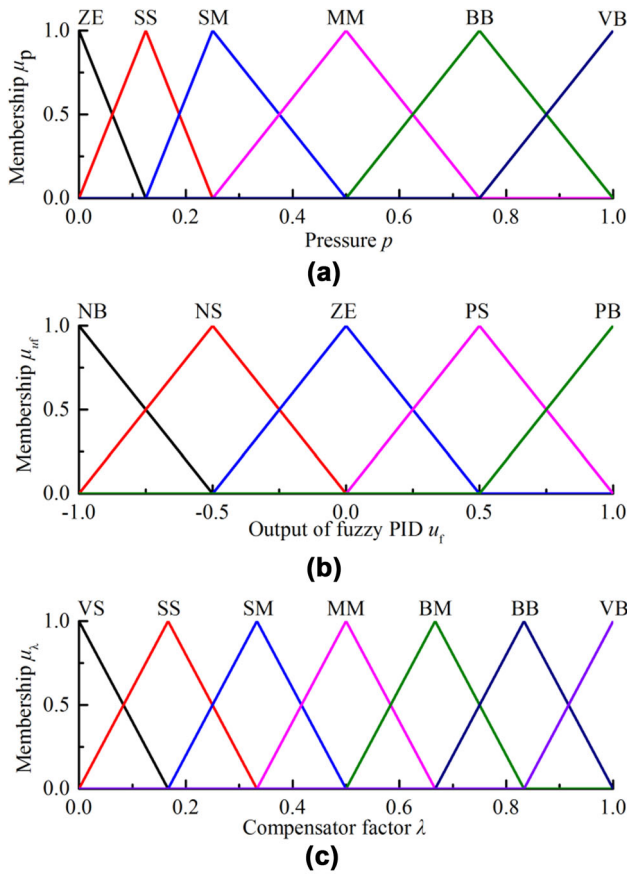 ZE SS SM MM BB VB
Membership μp
1.0
0.5
0.0
0.0 0.2 0.4 0.6 0.8 1.0
Pressure p
(a)
NB NS ZE PS PB
Membership μuf
1.0
0.5
0.0
-1.0 -0.5 0.0 0.5 1.0
Output of fuzzy PID uf
(b)
VS SS SM MM BM BB VB
Membership μλ
1.0
0.5
0.0
0.0 0.2 0.4 0.6 0.8 1.0
Compensator factor λ
(c)